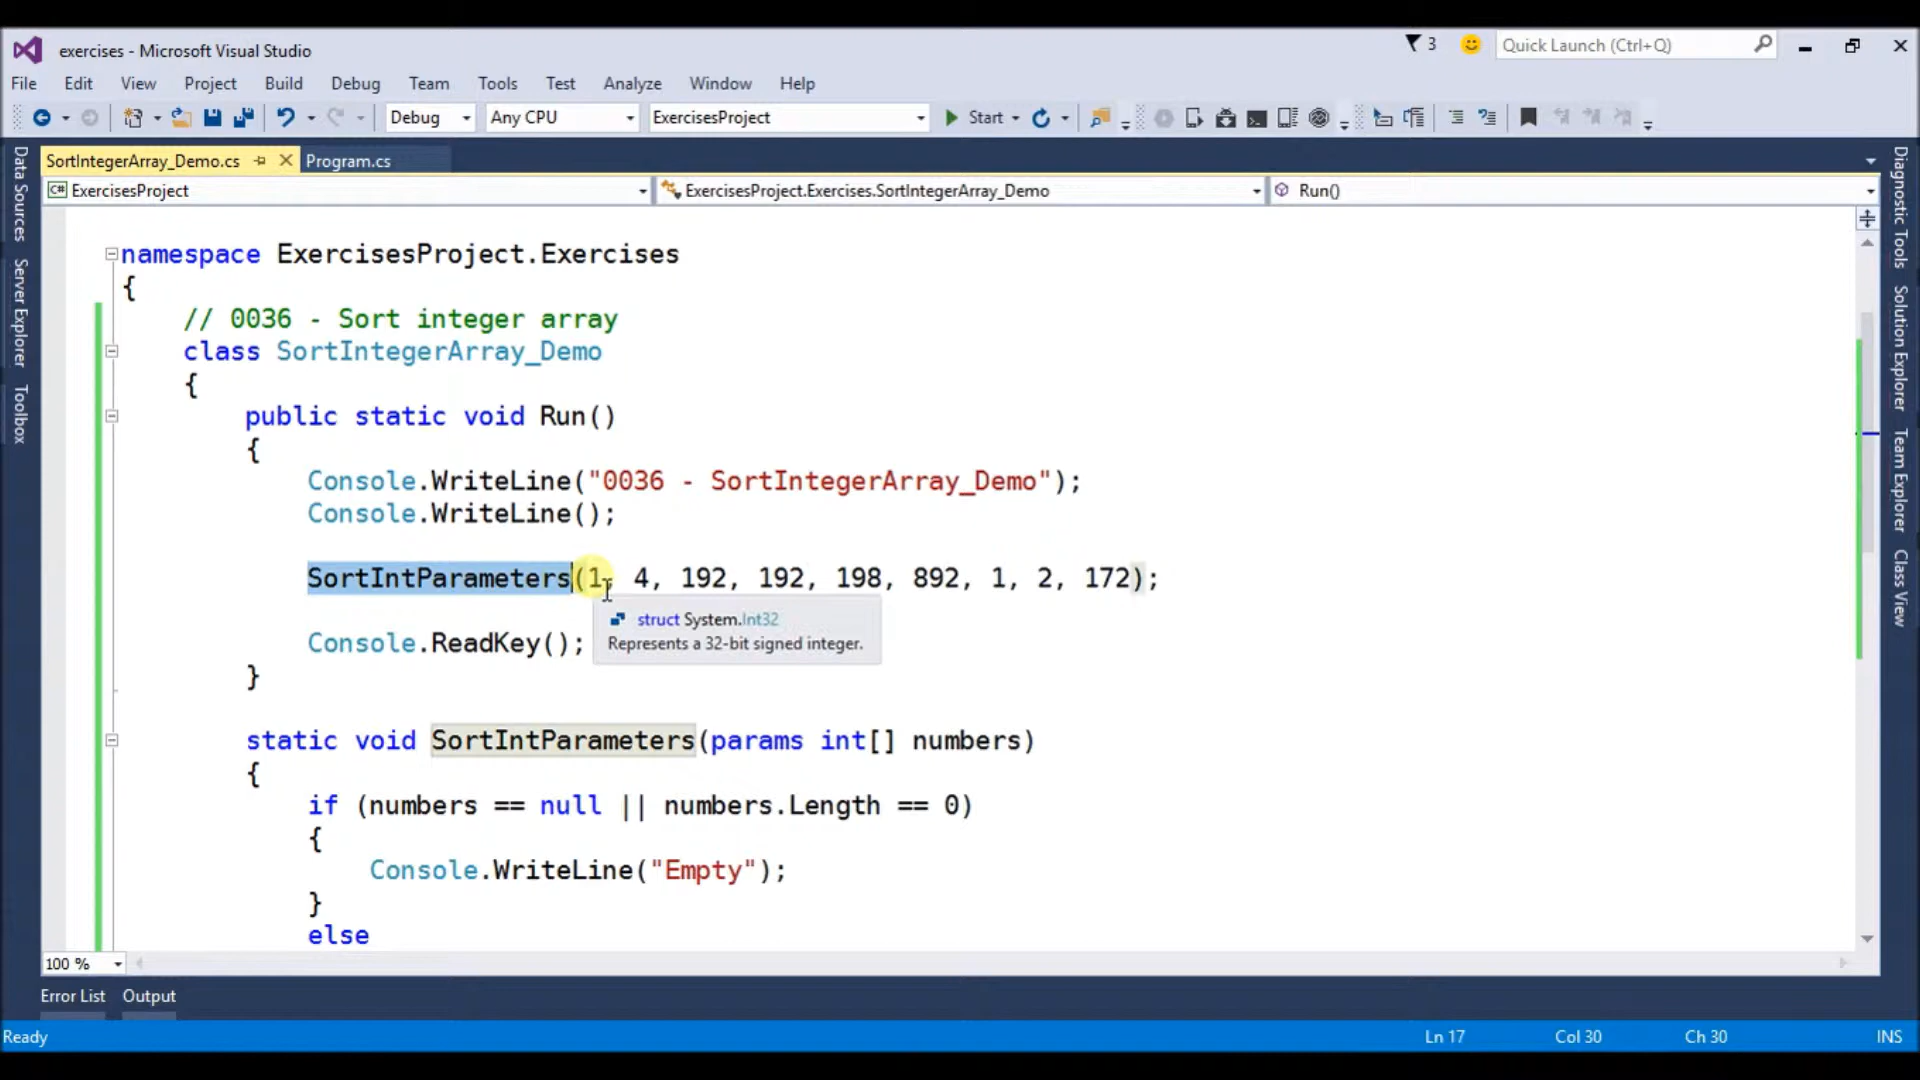 exercises - Microsoft Visual Studio
3
Quick Launch (Ctrl+Q)
File Edit View Project Build Debug Team Tools Test Analyze Window Help
Debug Any CPU ExercisesProject Start
SortIntegerArray_Demo.cs Program.cs
C# ExercisesProject ExercisesProject.Exercises.SortIntegerArray_Demo Run()
Data Sources
Server Explorer
Toolbox
namespace ExercisesProject.Exercises
{
// 0036 - Sort integer array
class SortIntegerArray_Demo
{
public static void Run()
{
Console.WriteLine("0036 - SortIntegerArray_Demo");
Console.WriteLine();
SortIntParameters(1, 4, 192, 192, 198, 892, 1, 2, 172);
struct System.Int32
Represents a 32-bit signed integer.
Console.ReadKey();
}
static void SortIntParameters(params int[] numbers)
{
if (numbers == null || numbers.Length == 0)
{
Console.WriteLine("Empty");
}
else
Diagnostic Tools
Solution Explorer
Team Explorer
Class View
100 %
Error List Output
Ready Ln 17 Col 30 Ch 30 INS